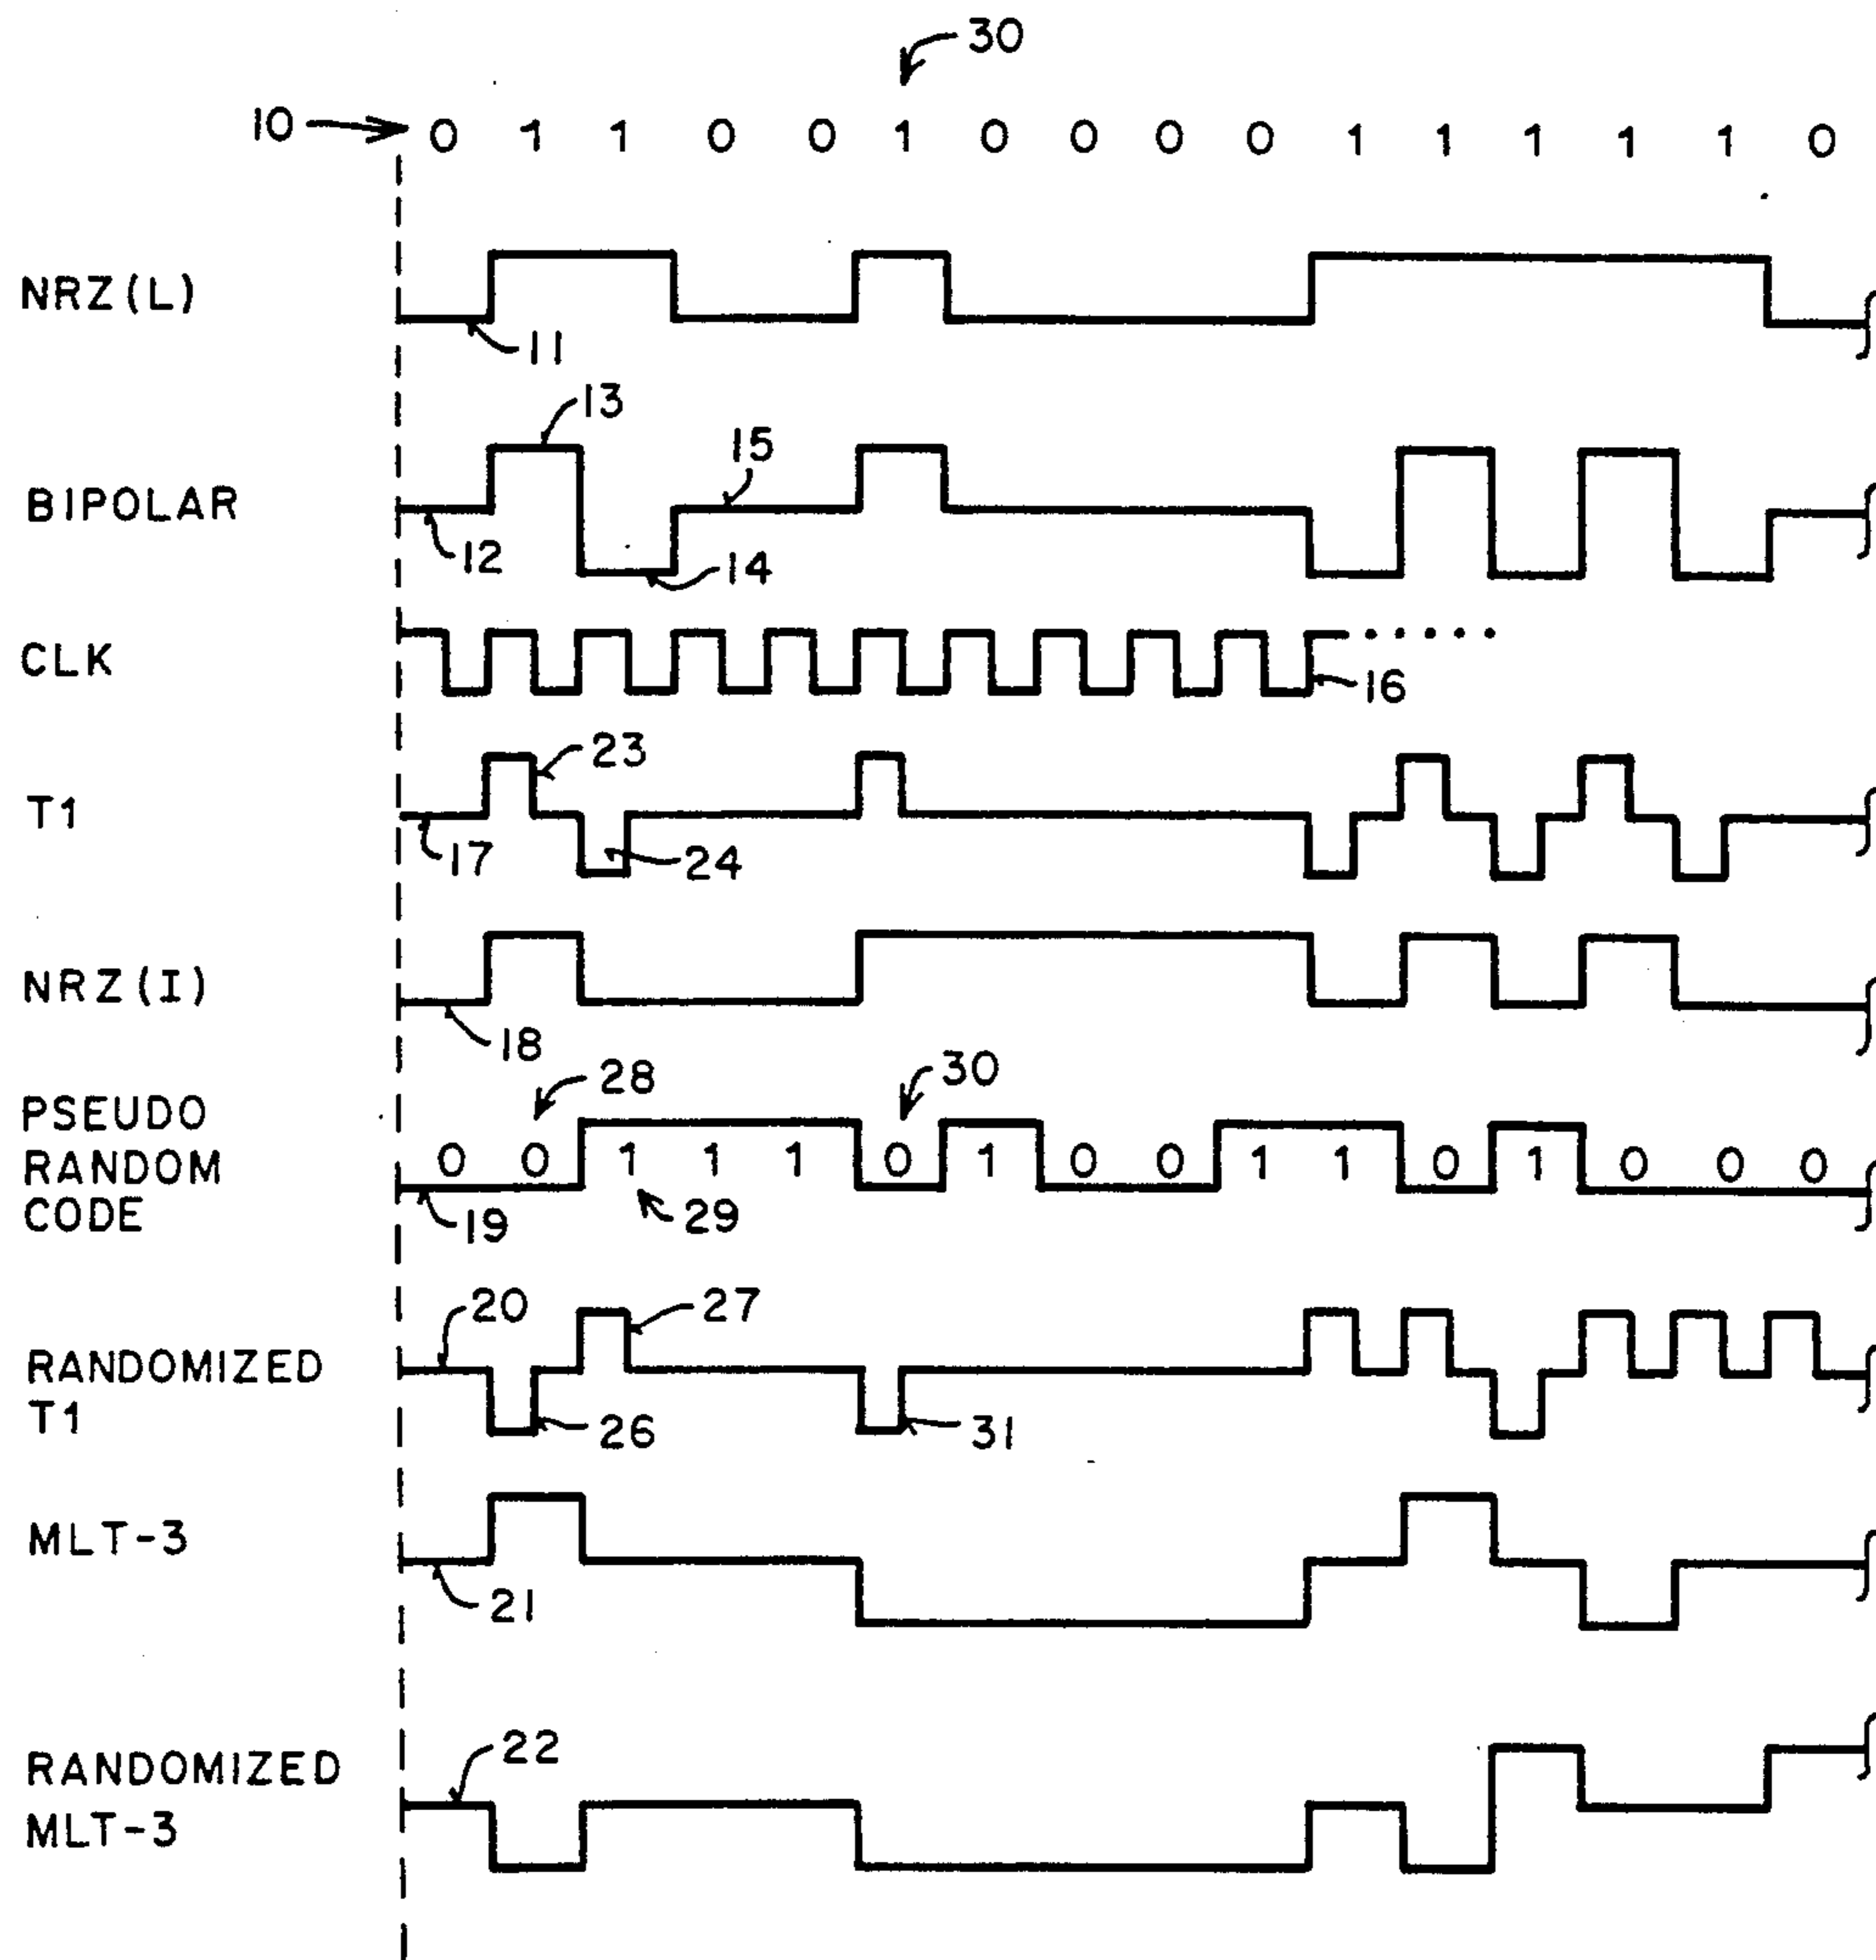 30
10 0 1 1 0 0 1 0 0 0 0 1 1 1 1 1 0
NRZ(L)
11
13
15
BIPOLAR
12
14
CLK
16
23
T1
17
24
NRZ(I)
18
28
30
PSEUDO
RANDOM
CODE
0 0 1 1 1 0 1 0 0 1 1 0 1 0 0 0
19
29
20
27
RANDOMIZED
T1
26
31
MLT-3
21
22
RANDOMIZED
MLT-3